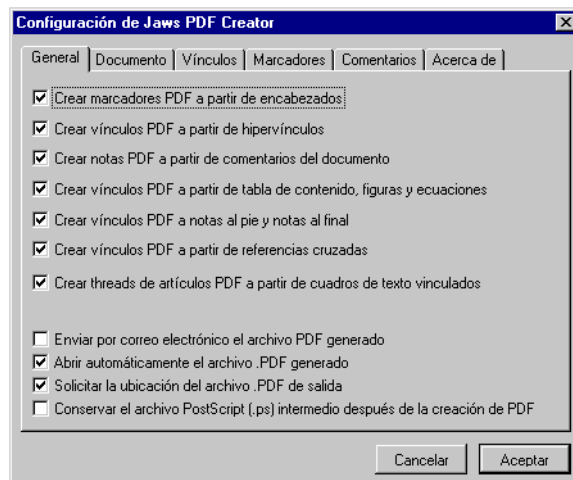 Configuración de Jaws PDF Creator
General Documento Vínculos Marcadores Comentarios Acerca de
Crear marcadores PDF a partir de encabezados
Crear vínculos PDF a partir de hipervínculos
Crear notas PDF a partir de comentarios del documento
Crear vínculos PDF a partir de tabla de contenido, figuras y ecuaciones
Crear vínculos PDF a notas al pie y notas al final
Crear vínculos PDF a partir de referencias cruzadas
Crear threads de artículos PDF a partir de cuadros de texto vinculados
Enviar por correo electrónico el archivo PDF generado
Abrir automáticamente el archivo .PDF generado
Solicitar la ubicación del archivo .PDF de salida
Conservar el archivo PostScript (.ps) intermedio después de la creación de PDF
Cancelar Aceptar